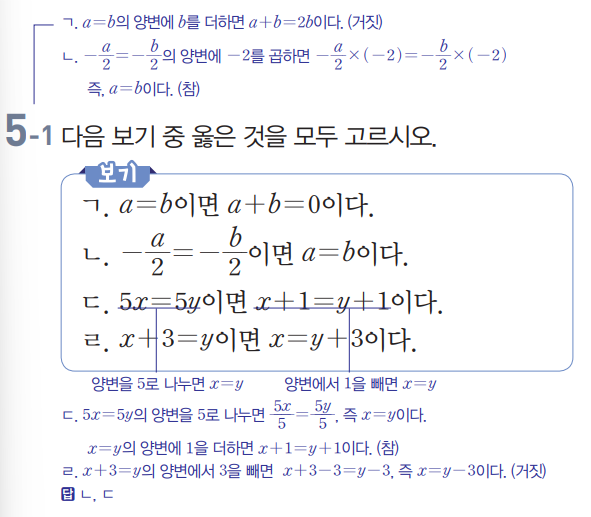 ㄱ. a=b의 양변에 b를 더하면 a+b=2b이다. (거짓)
ㄴ. -a/2=-b/2의 양변에 -2를 곱하면 -a/2×(-2)=-b/2×(-2)
즉, a=b이다. (참)
5-1 다음 보기 중 옳은 것을 모두 고르시오.
보기
ㄱ. a=b이면 a+b=0이다.
ㄴ. -a/2=-b/2이면 a=b이다.
ㄷ. 5x=5y이면 x+1=y+1이다.
ㄹ. x+3=y이면 x=y+3이다.
양변을 5로 나누면 x=y 양변에서 1을 빼면 x=y
ㄷ. 5x=5y의 양변을 5로 나누면 5x/5=5y/5, 즉 x=y이다.
x=y의 양변에 1을 더하면 x+1=y+1이다. (참)
ㄹ. x+3=y의 양변에서 3을 빼면 x+3-3=y-3, 즉 x=y-3이다. (거짓)
답 ㄴ, ㄷ